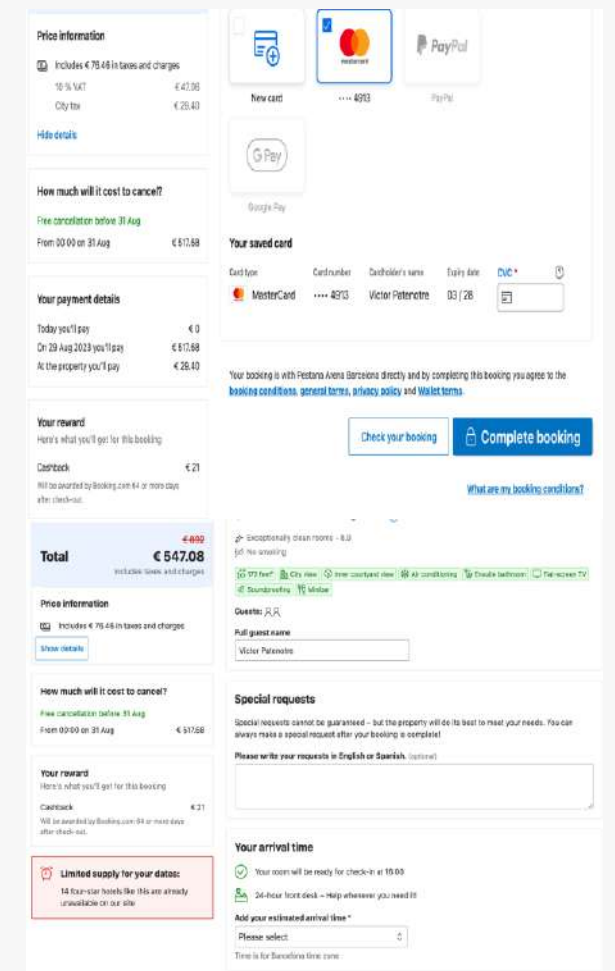 Price information
Includes € 76.46 in taxes and charges
10 % VAT € 47.06
City tax € 29.40
Hide details
How much will it cost to cancel?
Free cancellation before 31 Aug
From 00:00 on 31 Aug € 517.68
Your payment details
Today you'll pay € 0
On 29 Aug 2023 you'll pay € 517.68
At the property you'll pay € 29.40
Your reward
Here's what you'll get for this booking
Cashback € 21
Will be awarded by Booking.com 64 or more days
after check-out.
mastercard
PayPal
New card
•••• 4913
PayPal
G Pay
Google Pay
Your saved card
Card type Card number Cardholder's name Expiry date CVC *
MasterCard •••• 4913 Victor Patenotre 03 / 28
Your booking is with Pestana Arena Barcelona directly and by completing this booking you agree to the
booking conditions, general terms, privacy policy and Wallet terms.
Check your booking
Complete booking
What are my booking conditions?
Total
€ 547.08
Includes taxes and charges
Price information
Includes € 76.46 in taxes and charges
Show details
How much will it cost to cancel?
Free cancellation before 31 Aug
From 00:00 on 31 Aug € 517.68
Your reward
Here's what you'll get for this booking
Cashback € 21
Will be awarded by Booking.com 64 or more days
after check-out.
Limited supply for your dates:
14 four-star hotels like this are already
unavailable on our site
Exceptionally clean rooms –
No smoking
City view Inner courtyard view Air conditioning Ensuite bathroom Flat-screen TV
Soundproofing Minibar
Guests:
Full guest name
Victor Patenotre
Special requests
Special requests cannot be guaranteed – but the property will do its best to meet your needs. You can
always make a special request after your booking is complete!
Please write your requests in English or Spanish. (optional)
Your arrival time
Your room will be ready for check-in at 15:00
24-hour front desk – Help whenever you need it!
Add your estimated arrival time *
Please select
Time is for Barcelona time zone